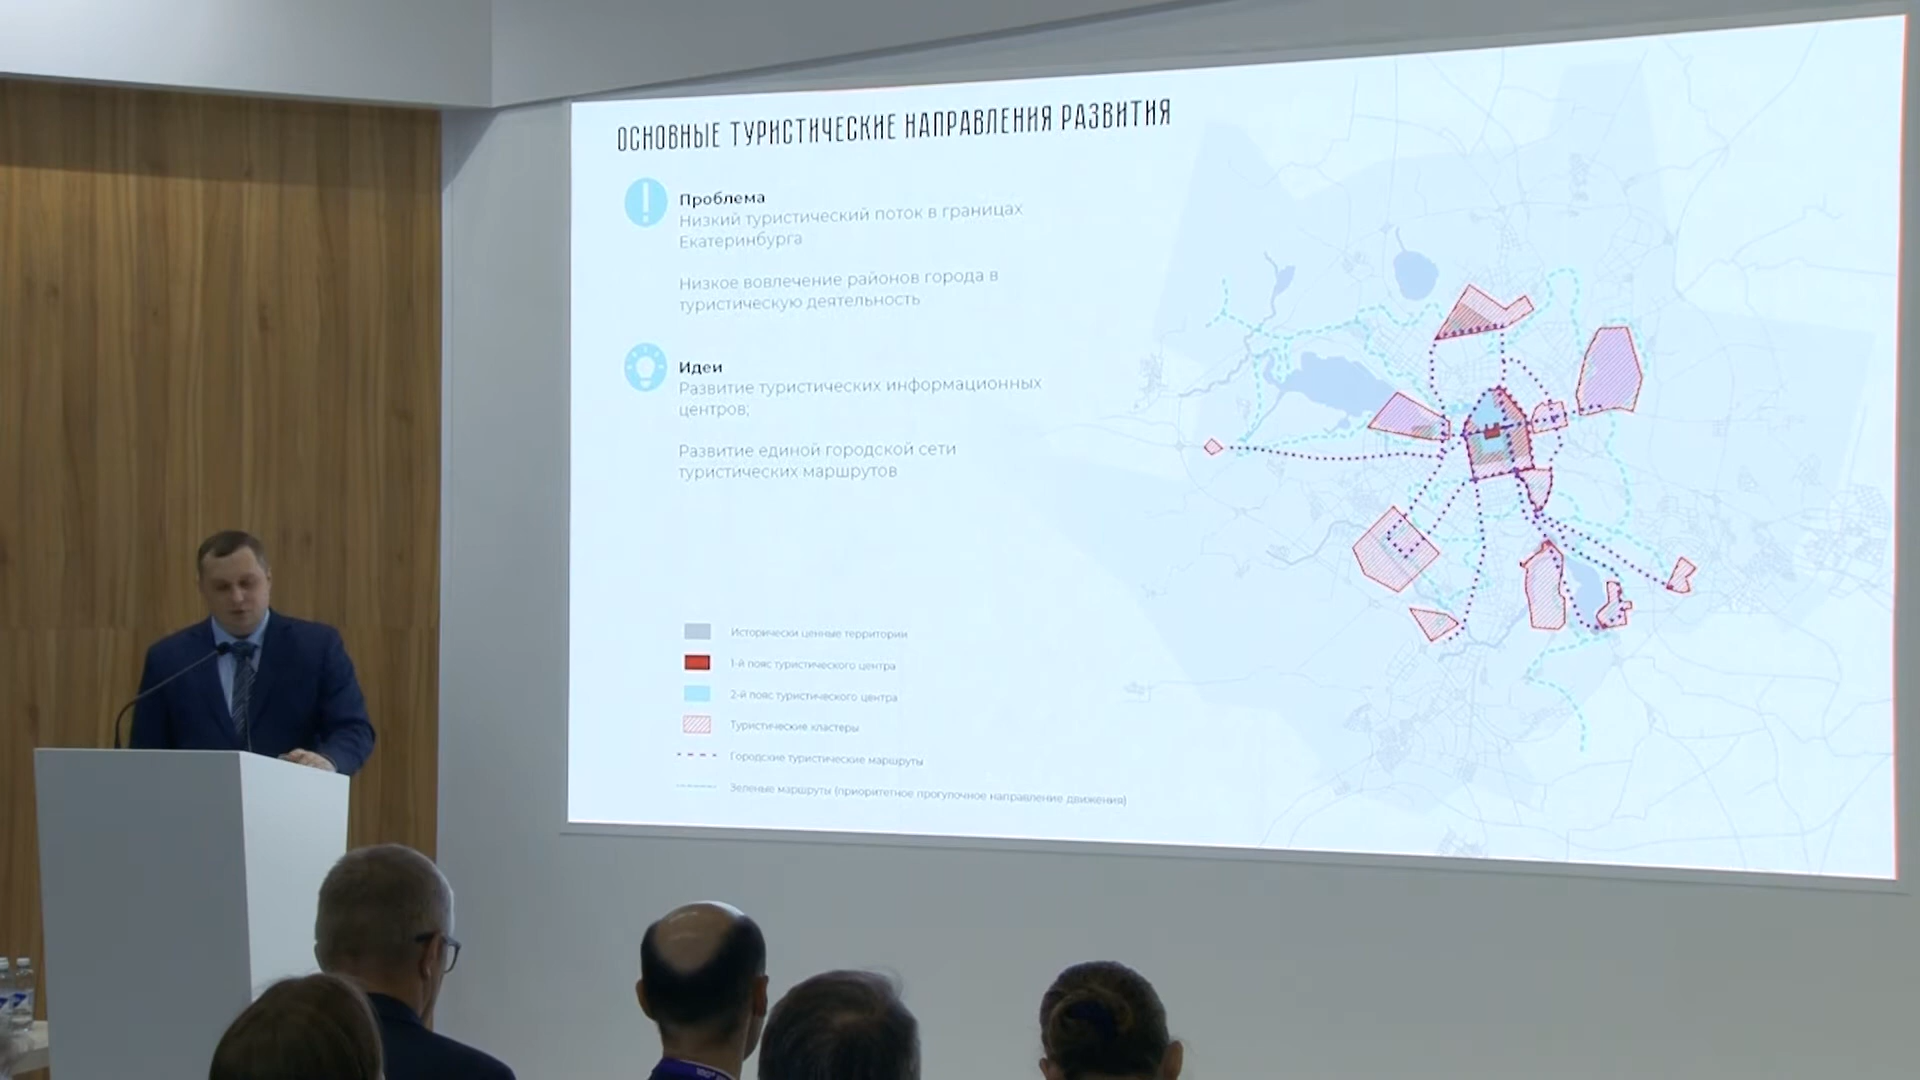 ОСНОВНЫЕ ТУРИСТИЧЕСКИЕ НАПРАВЛЕНИЯ РАЗВИТИЯ
Проблема
Низкий туристический поток в границах
Екатеринбурга
Низкое вовлечение районов города в
туристическую деятельность
Идеи
Развитие туристических информационных
центров;
Развитие единой городской сети
туристических маршрутов
Исторически ценные территории
1-й пояс туристического центра
2-й пояс туристического центра
Туристические кластеры
Городские туристические маршруты
Зеленые маршруты (приоритетное прогулочное направление движения)